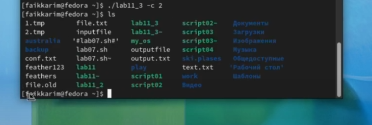 [faikkarim@fedora ~]$ ./lab11_3 -c 2
[faikkarim@fedora ~]$ ls
1.tmp file.txt lab11_3 script02~ Документы
2.tmp inputfile lab11_3~ script03 Загрузки
australia '#lab07.sh#' my_os script03~ Изображения
backup lab07.sh outputfile script04 Музыка
conf.txt lab07.sh~ ski.places Общедоступные
feather123 lab11 play text.txt 'Рабочий стол'
feathers lab11~ script01 work Шаблоны
file.old lab11_2 script02 Видео
[faikkarim@fedora ~]$